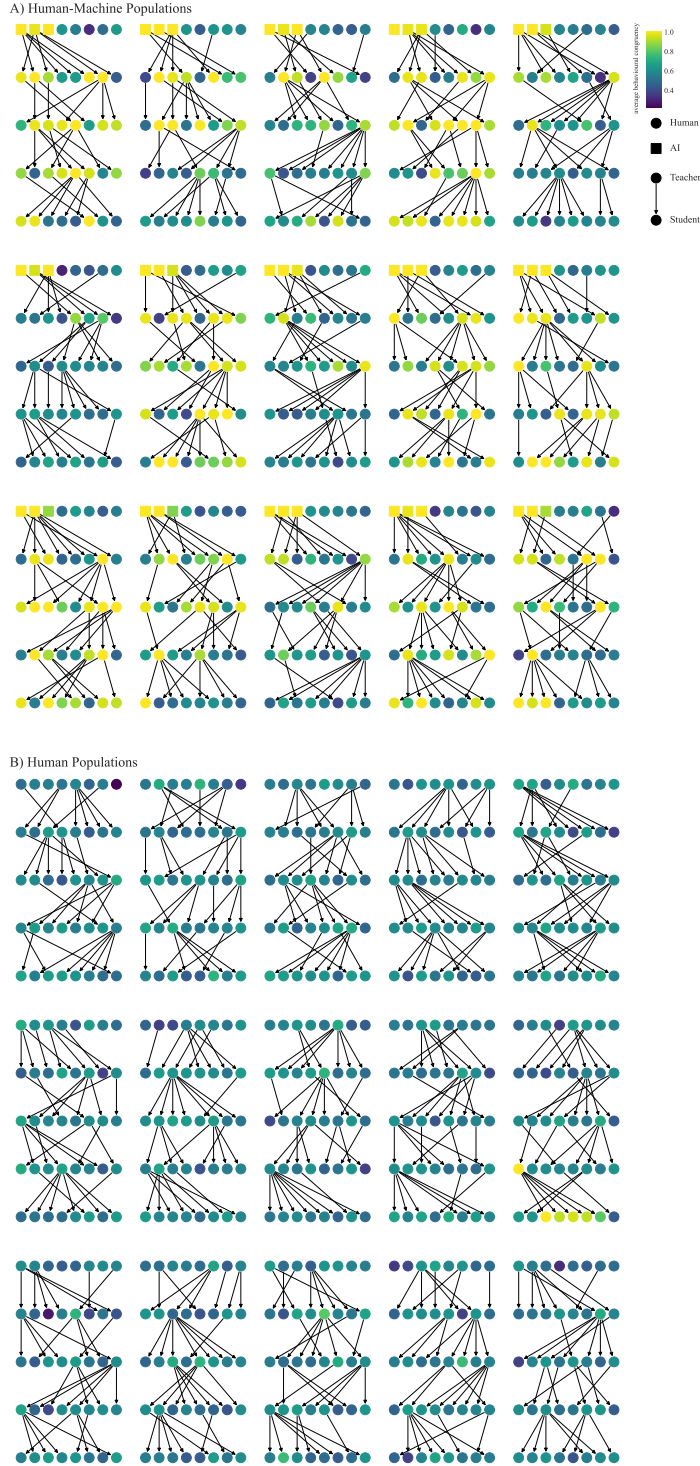 A) Human-Machine Populations
average behavioural congruency
1.0
0.8
0.6
0.4
Human
AI
Teacher
Student
B) Human Populations